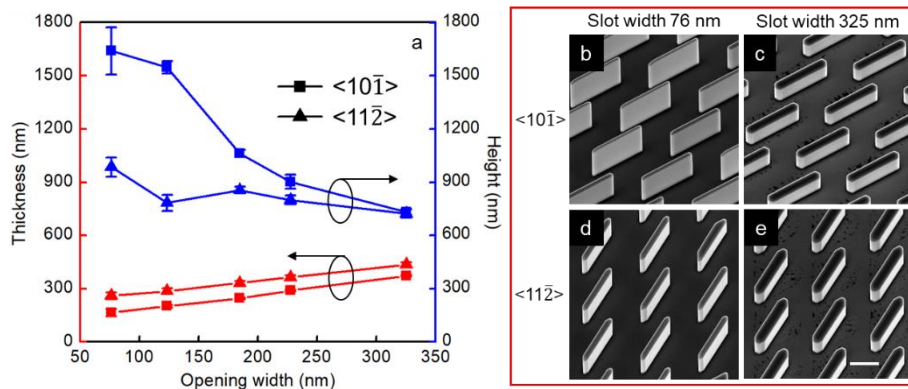 a
1800
1500
1200
900
600
300
0
Thickness (nm)
1800
1500
1200
900
600
300
0
Height (nm)
<101̄>
<112̄>
50 100 150 200 250 300 350
Opening width (nm)
Slot width 76 nm Slot width 325 nm
<101̄>
b c
<112̄>
d e